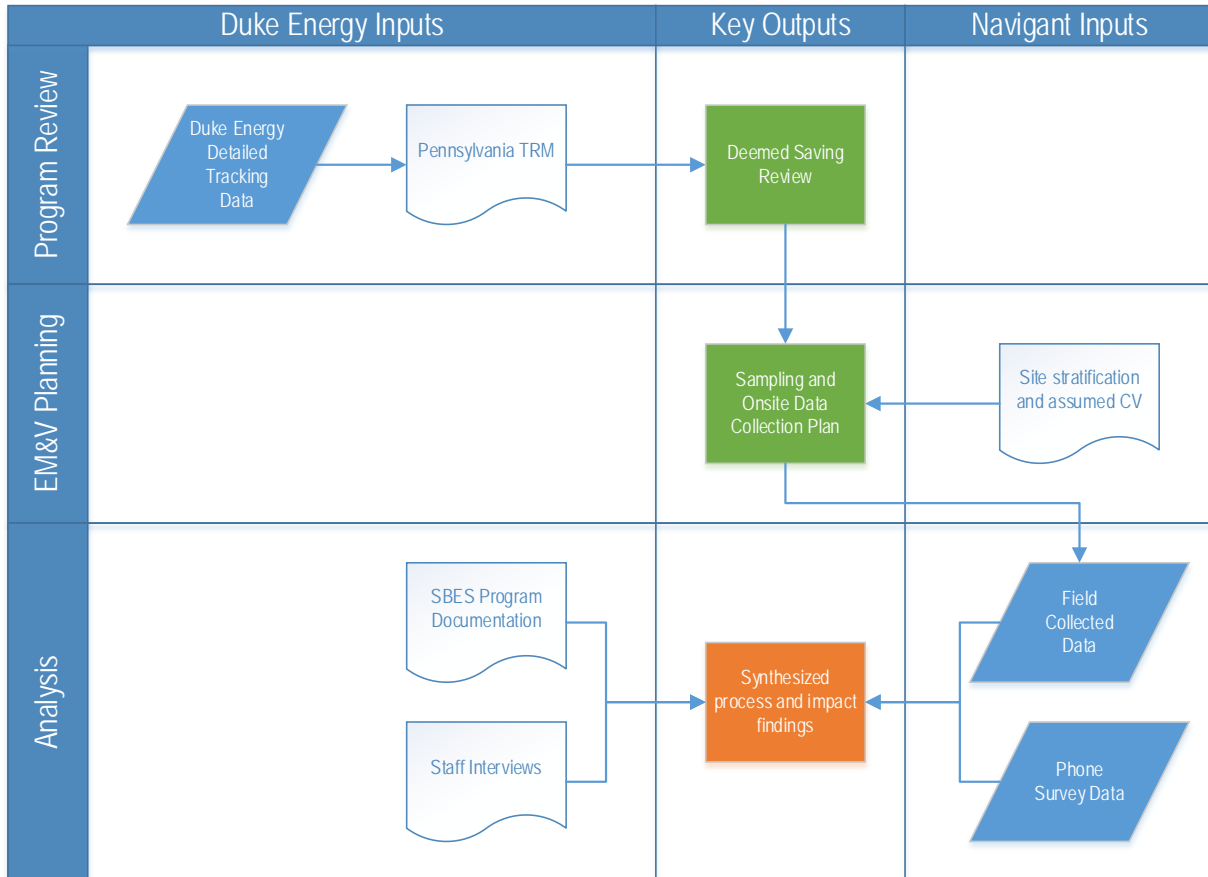 Duke Energy Inputs
Key Outputs
Navigant Inputs
Program Review
Duke Energy
Detailed
Tracking
Data
Pennsylvania TRM
Deemed Saving
Review
EM&V Planning
Sampling and
Onsite Data
Collection Plan
Site stratification
and assumed CV
Analysis
SBES Program
Documentation
Field
Collected
Data
Synthesized
process and impact
findings
Staff Interviews
Phone
Survey Data